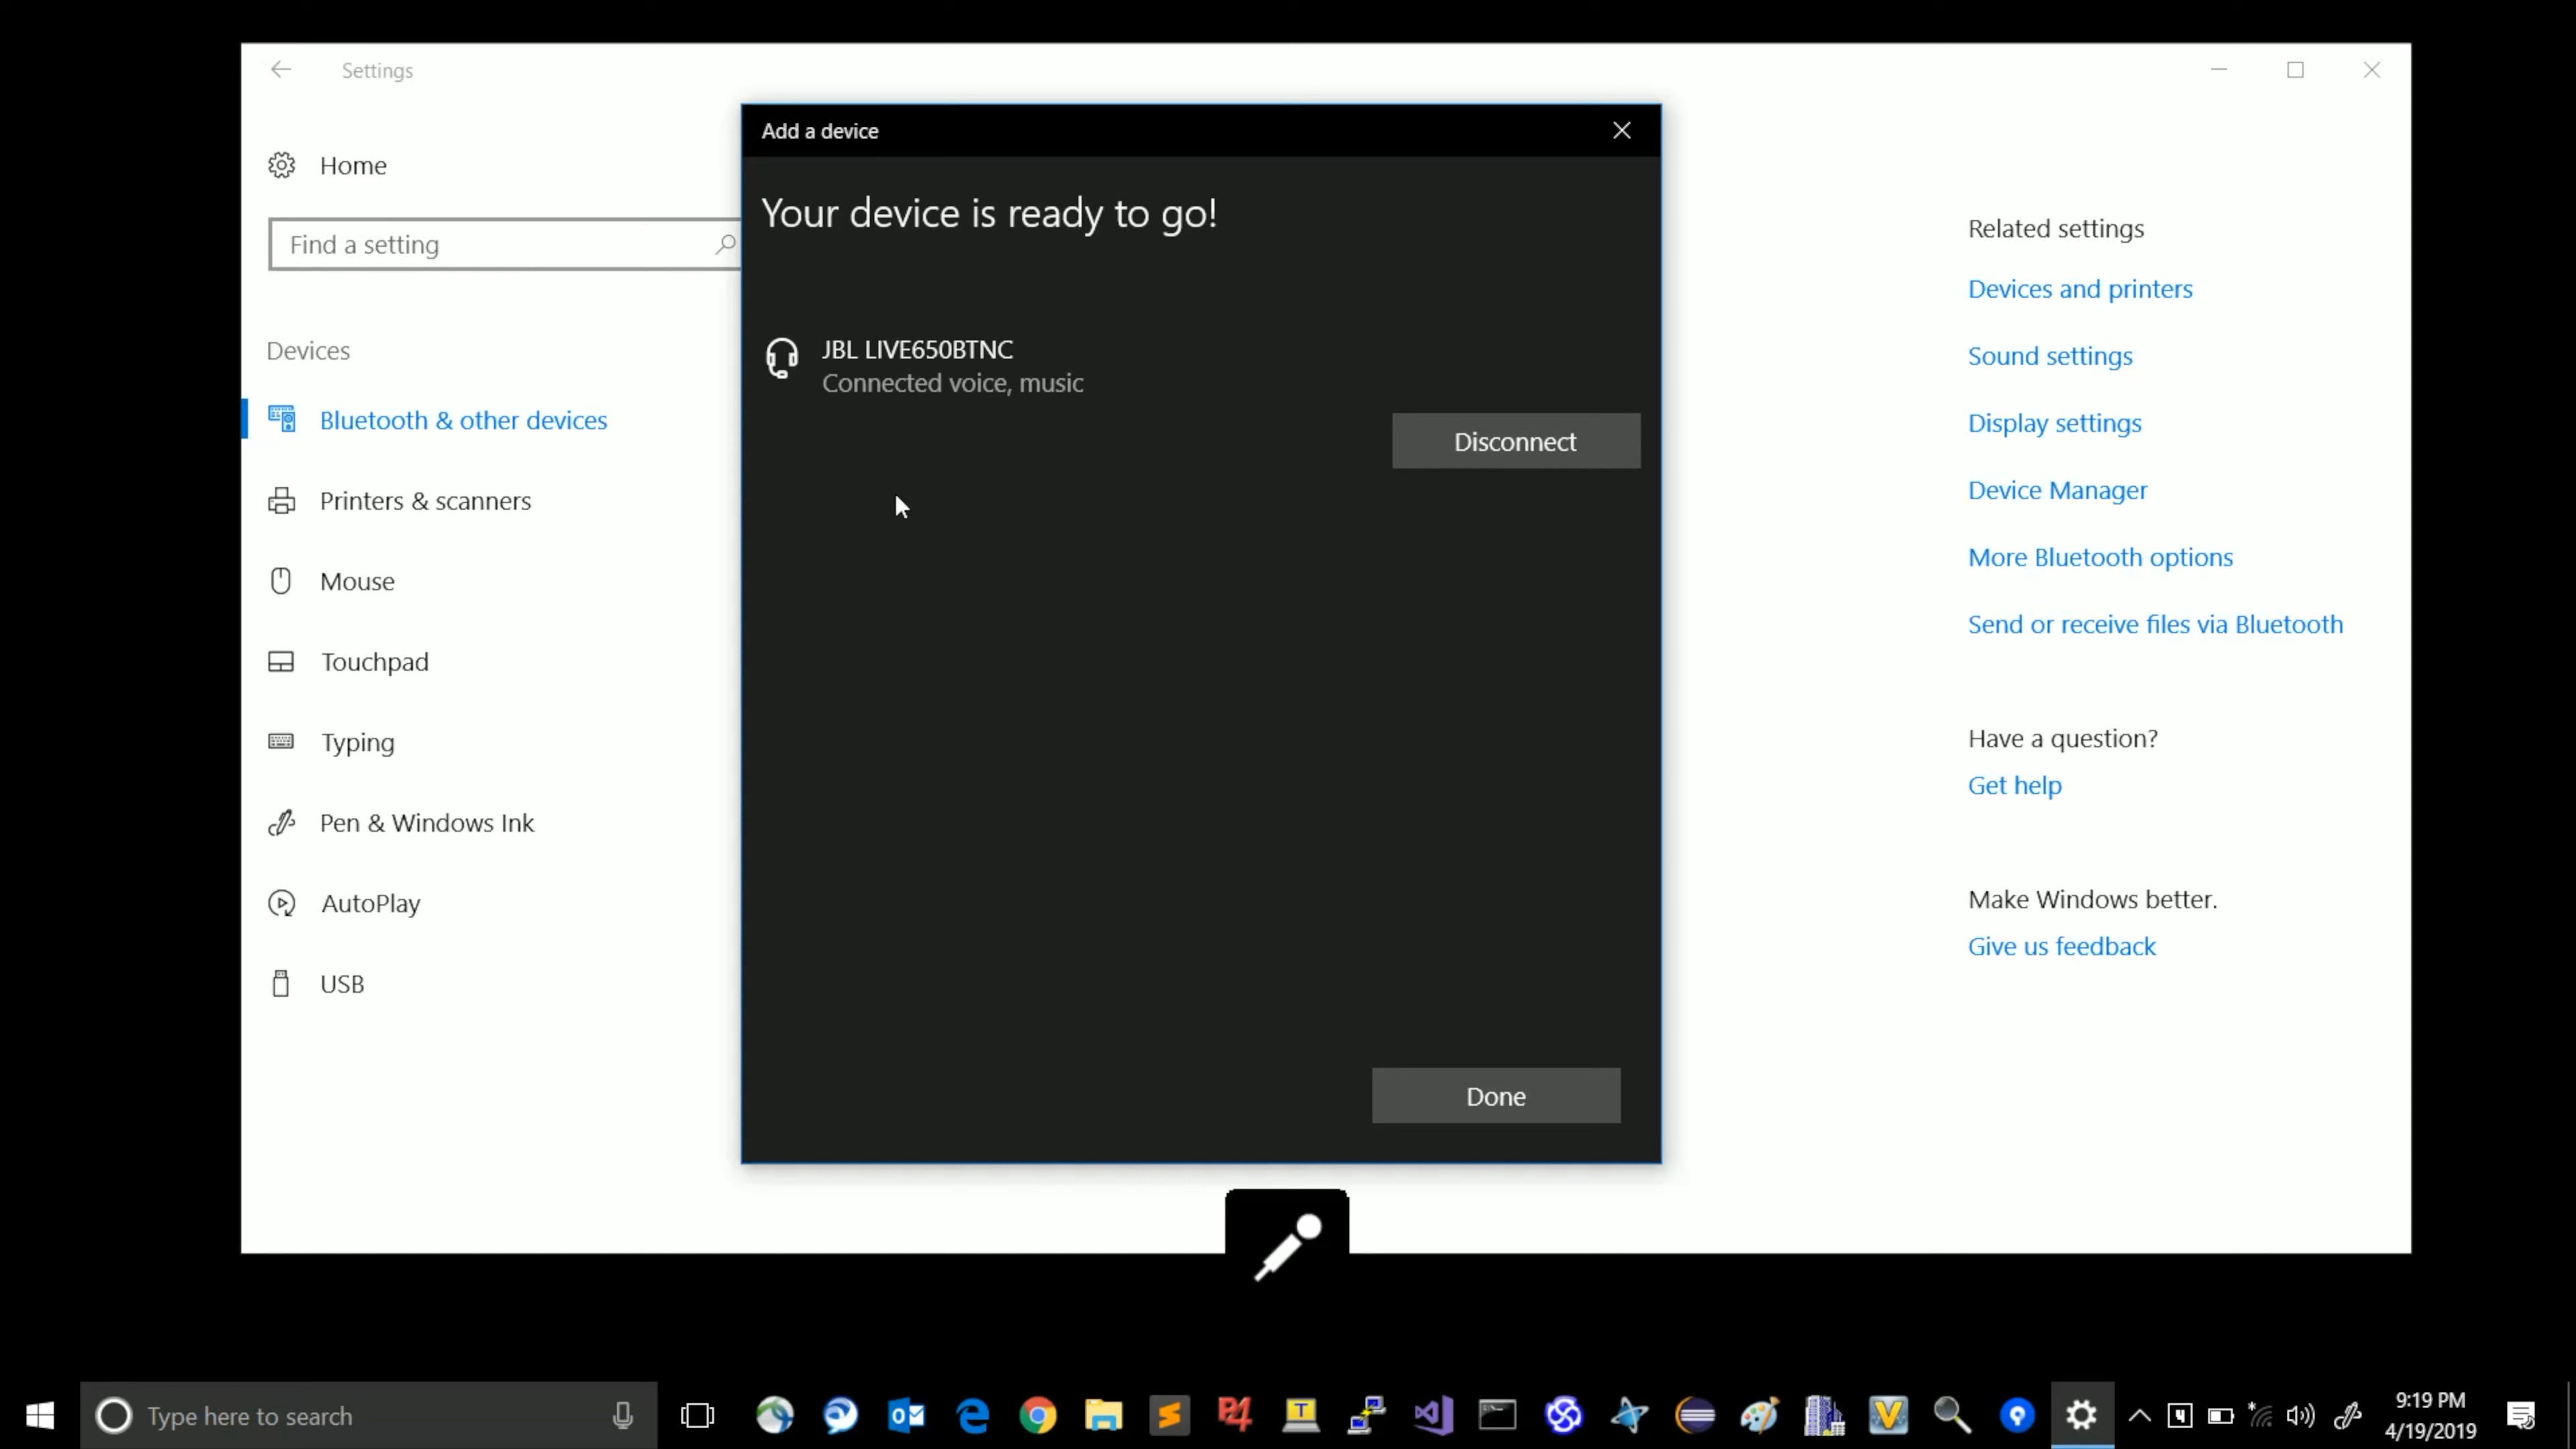 Settings
Home
Find a setting
Devices
Bluetooth & other devices
Printers & scanners
Mouse
Touchpad
Typing
Pen & Windows Ink
AutoPlay
USB
Add a device
Your device is ready to go!
JBL LIVE650BTNC
Connected voice, music
Disconnect
Done
Related settings
Devices and printers
Sound settings
Display settings
Device Manager
More Bluetooth options
Send or receive files via Bluetooth
Have a question?
Get help
Make Windows better.
Give us feedback
Type here to search
9:19 PM
4/19/2019